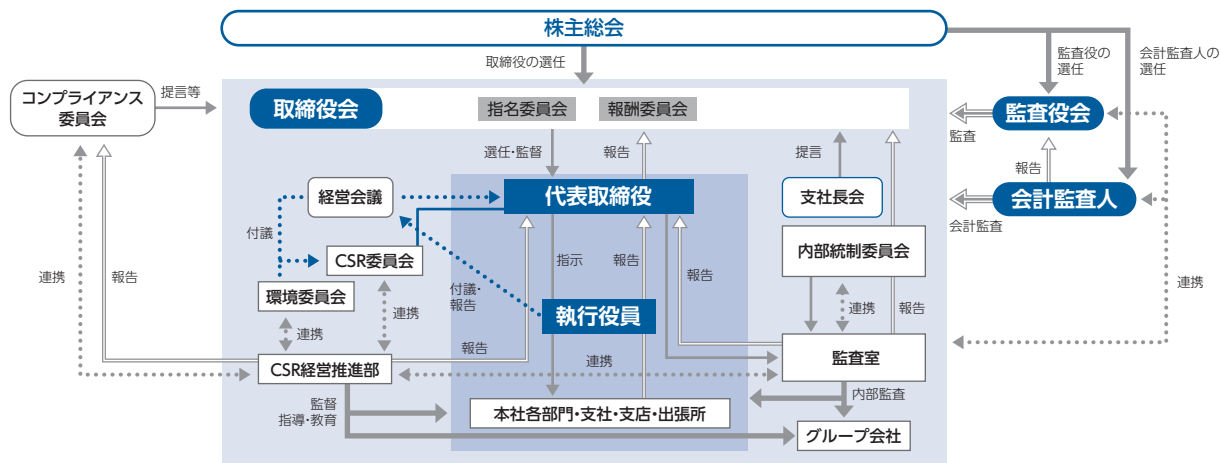 株主総会
取締役の選任
監査役の
選任
会計監査人の
選任
コンプライアンス
委員会
提言等
取締役会
指名委員会
報酬委員会
監査役会
監査
選任・監督
報告
提言
報告
経営会議
代表取締役
支社長会
会計監査人
会計監査
付議
CSR委員会
内部統制委員会
連携
報告
指示
報告
報告
連携
環境委員会
付議・
報告
連携
執行役員
連携
報告
連携
報告
連携
CSR経営推進部
監査室
監督
指導・教育
本社各部門・支社・支店・出張所
内部監査
グループ会社